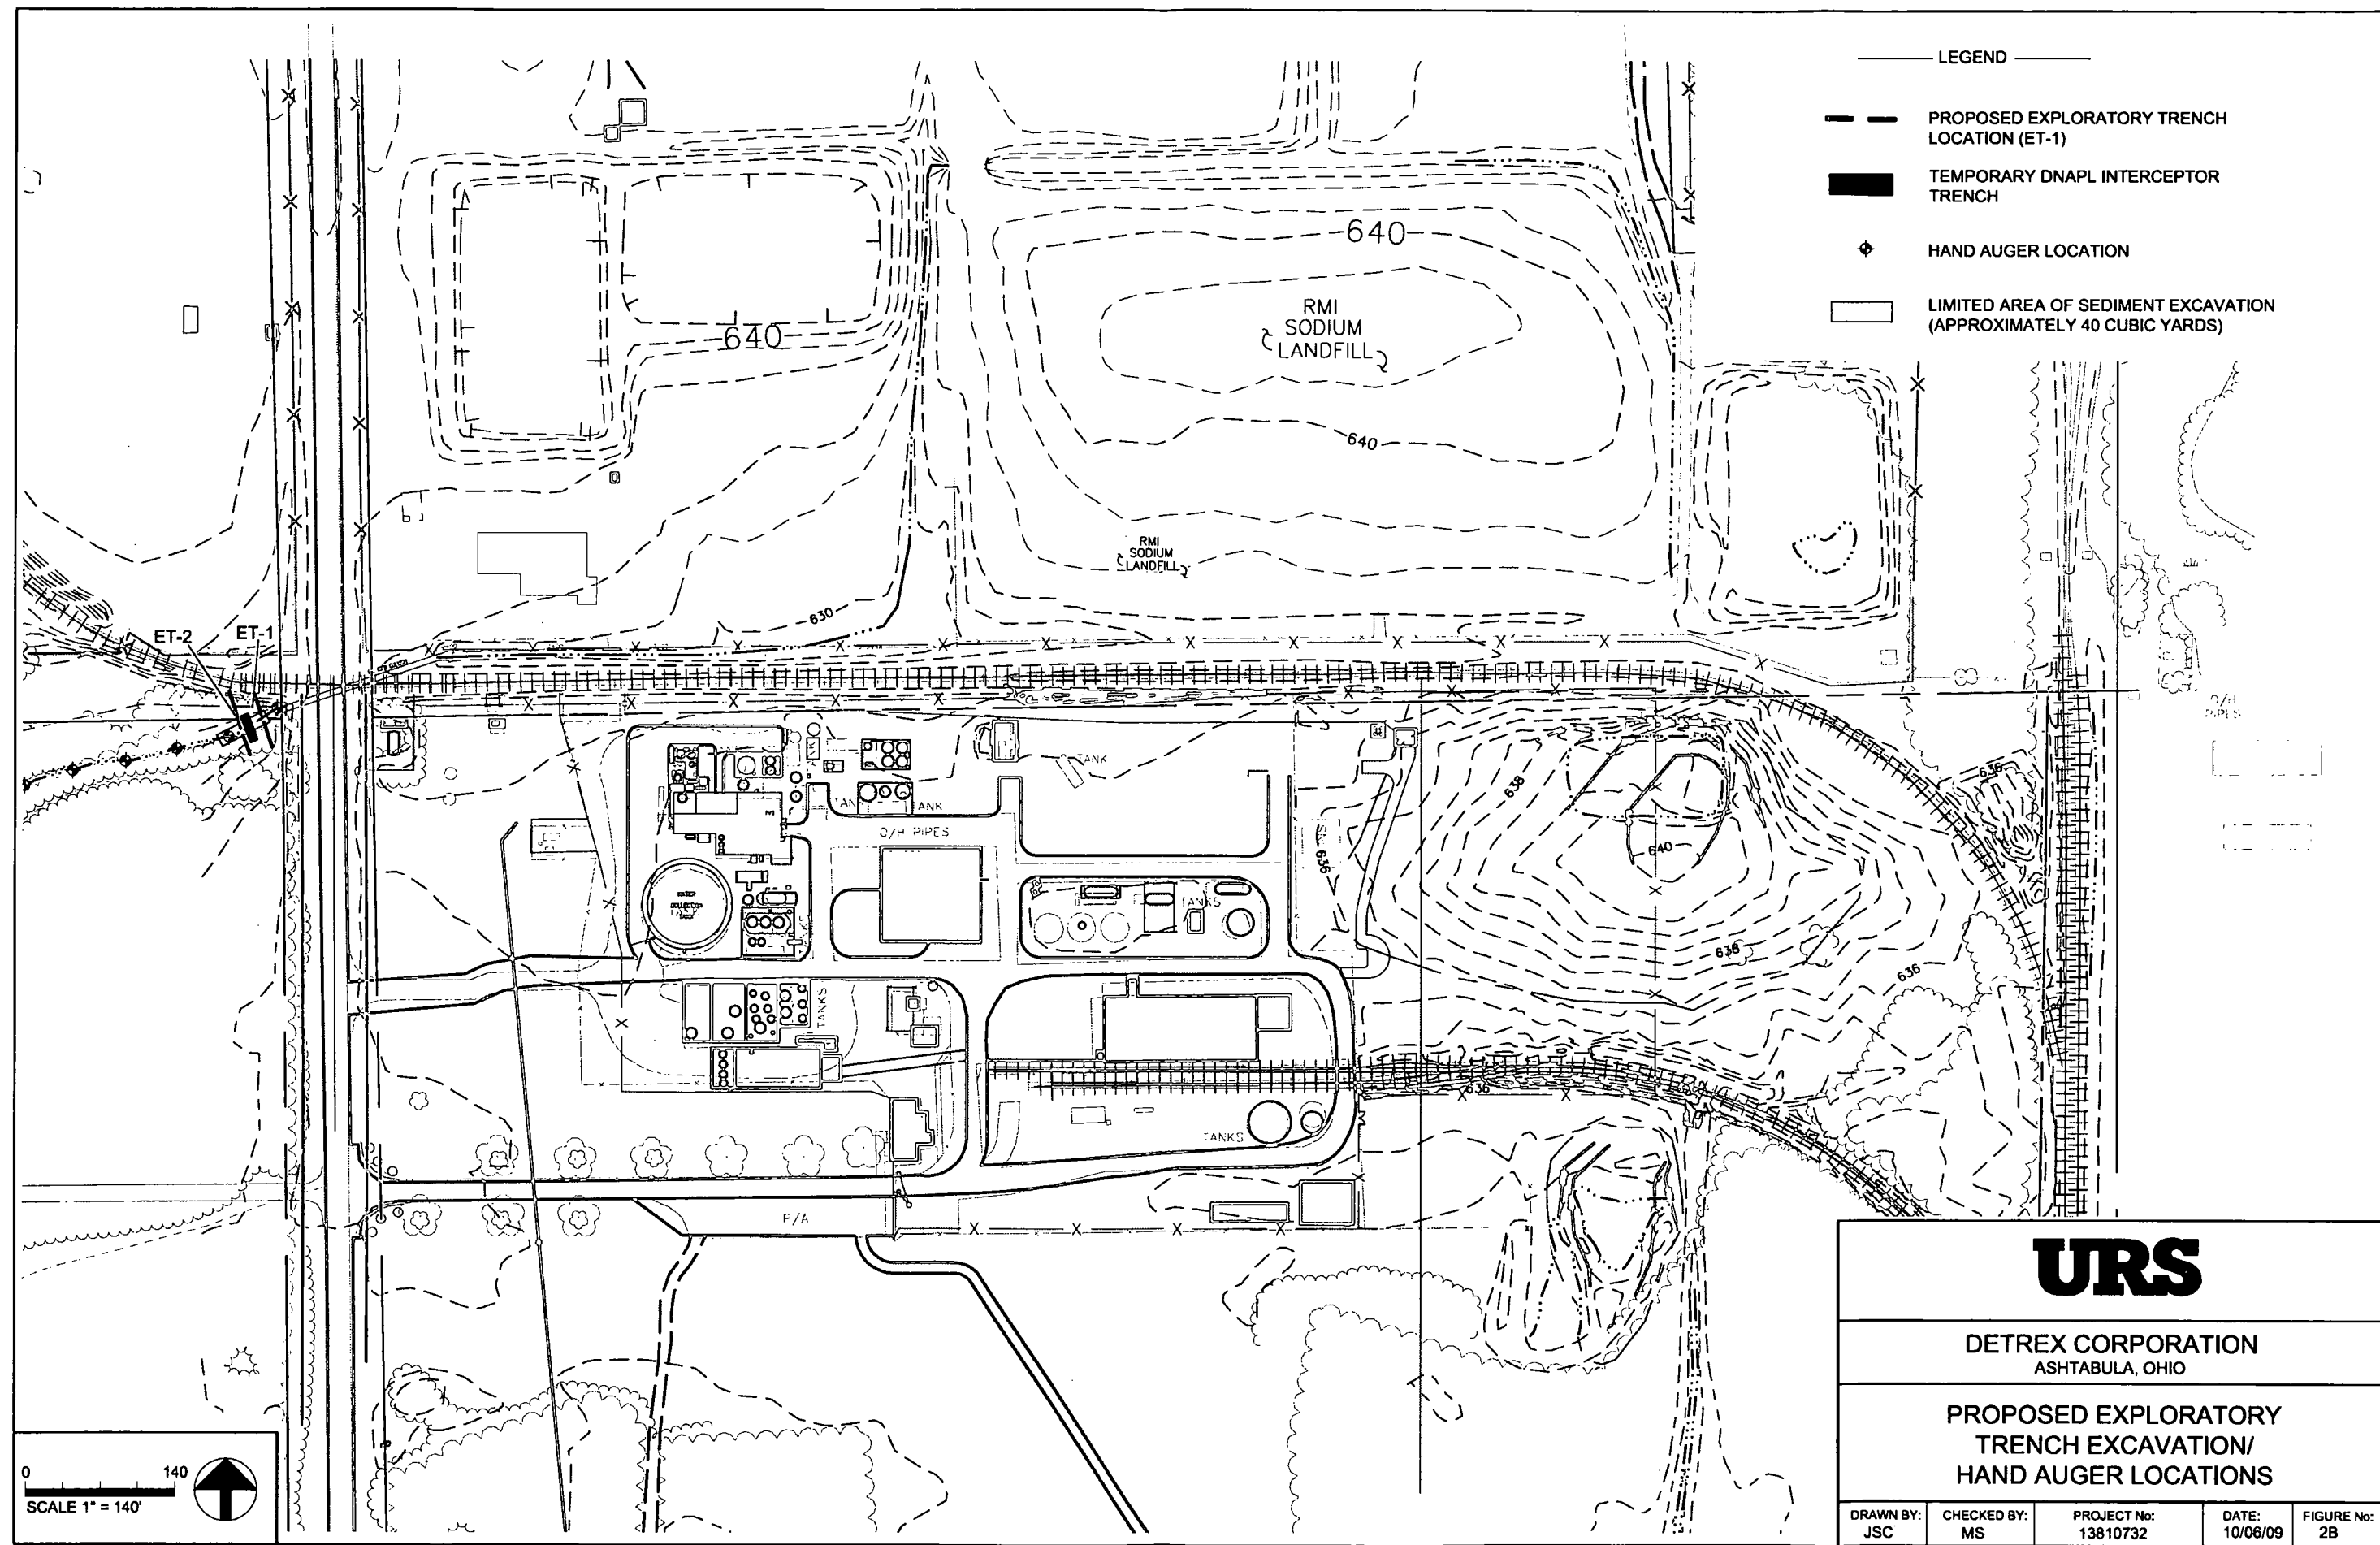 LEGEND
PROPOSED EXPLORATORY TRENCH
LOCATION (ET-1)
TEMPORARY DNAPL INTERCEPTOR
TRENCH
HAND AUGER LOCATION
LIMITED AREA OF SEDIMENT EXCAVATION
(APPROXIMATELY 40 CUBIC YARDS)
640
640
RMI
SODIUM
LANDFILL
640
RMI
SODIUM
LANDFILL
630
ET-2
ET-1
O/H
PIPES
TANK
636
638
TANK
O/H PIPES
636
640
TANKS
638
636
TANKS
636
TANKS
P/A
URS
DETREX CORPORATION
ASHTABULA, OHIO
PROPOSED EXPLORATORY
TRENCH EXCAVATION/
HAND AUGER LOCATIONS
0 140
SCALE 1" = 140'
DRAWN BY:
JSC
CHECKED BY:
MS
PROJECT No:
13810732
DATE:
10/06/09
FIGURE No:
2B